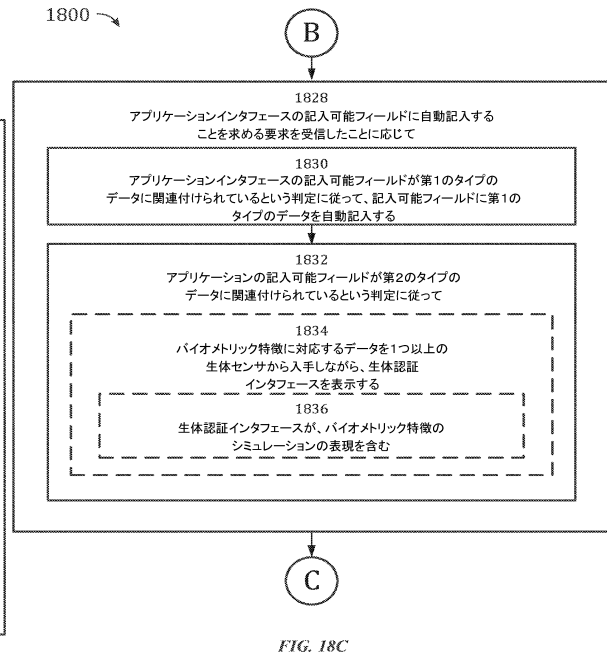 1800
B
1828
アプリケーションインタフェースの記入可能フィールドに自動記入する
ことを求める要求を受信したことに応じて
1830
アプリケーションインタフェースの記入可能フィールドが第1のタイプの
データに関連付けられているという判定に従って、記入可能フィールドに第1の
タイプのデータを自動記入する
1832
アプリケーションの記入可能フィールドが第2のタイプの
データに関連付けられているという判定に従って
1834
バイオメトリック特徴に対応するデータを1つ以上の
生体センサから入手しながら、生体認証
インタフェースを表示する
1836
生体認証インタフェースが、バイオメトリック特徴の
シミュレーションの表現を含む
C
FIG. 18C